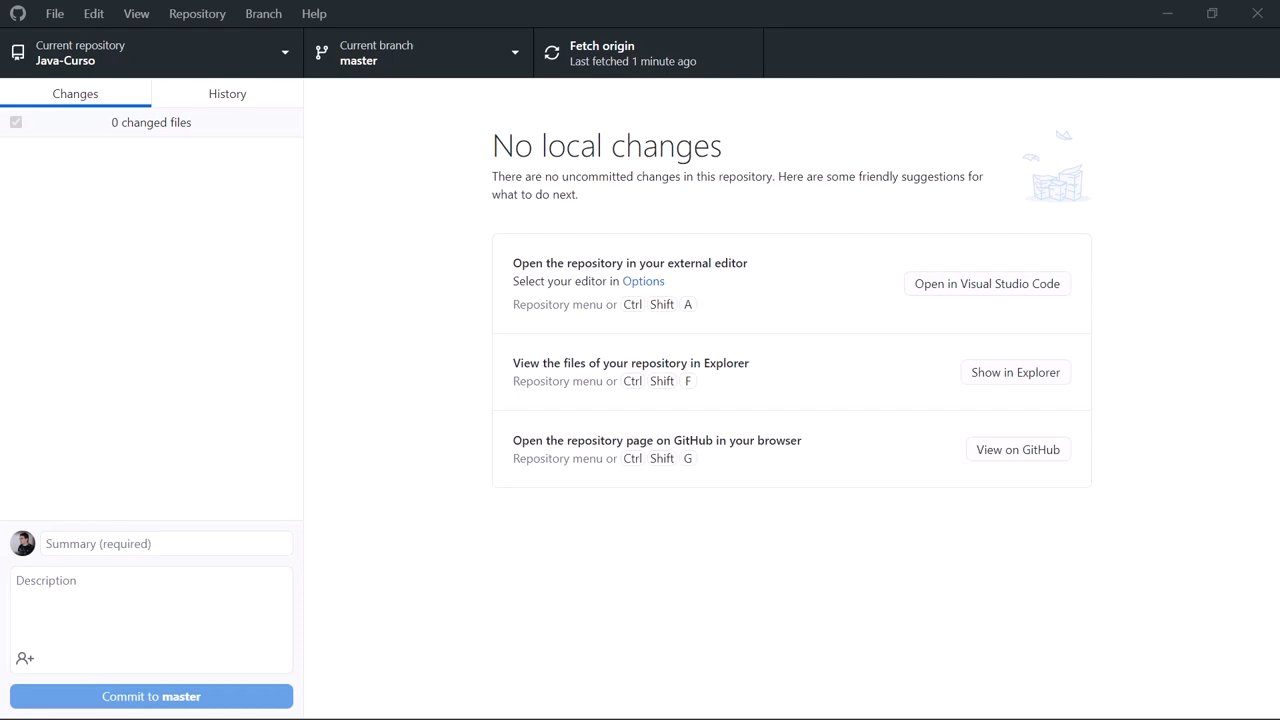 File Edit View Repository Branch Help
Current repository
Java-Curso
Current branch
master
Fetch origin
Last fetched 1 minute ago
Changes
History
0 changed files
No local changes
There are no uncommitted changes in this repository. Here are some friendly suggestions for
what to do next.
Open the repository in your external editor
Select your editor in Options
Repository menu or Ctrl Shift A
Open in Visual Studio Code
View the files of your repository in Explorer
Repository menu or Ctrl Shift F
Show in Explorer
Open the repository page on GitHub in your browser
Repository menu or Ctrl Shift G
View on GitHub
Summary (required)
Description
Commit to master